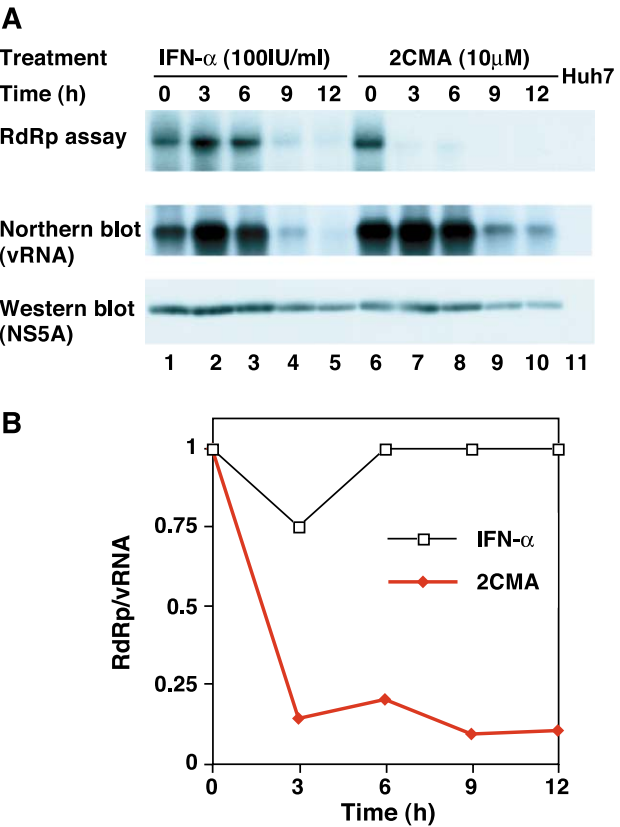 A
Treatment IFN-α (100IU/ml) 2CMA (10μM) Huh7
Time (h) 0 3 6 9 12 0 3 6 9 12
RdRp assay
Northern blot
(vRNA)
Western blot
(NS5A)
1 2 3 4 5 6 7 8 9 10 11
B
1
0.75
0.5
0.25
0
RdRp/vRNA
IFN-α
2CMA
0 3 6 9 12
Time (h)